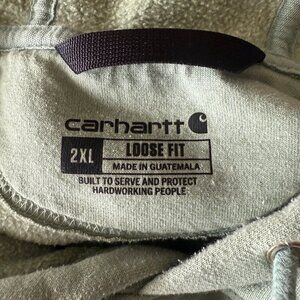 carhartt
2XL LOOSE FIT
MADE IN GUATEMALA
BUILT TO SERVE AND PROTECT
HARDWORKING PEOPLE.